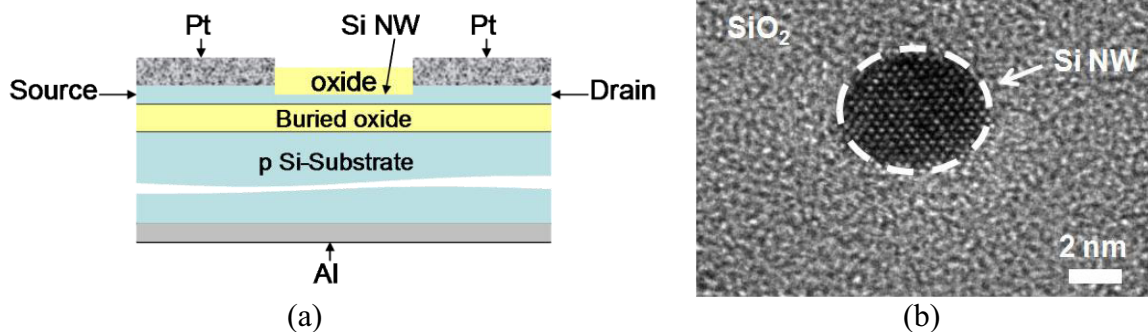 Pt Si NW Pt
oxide
Source Drain
Buried oxide
p Si-Substrate
Al
(a)
SiO2
Si NW
2 nm
(b)